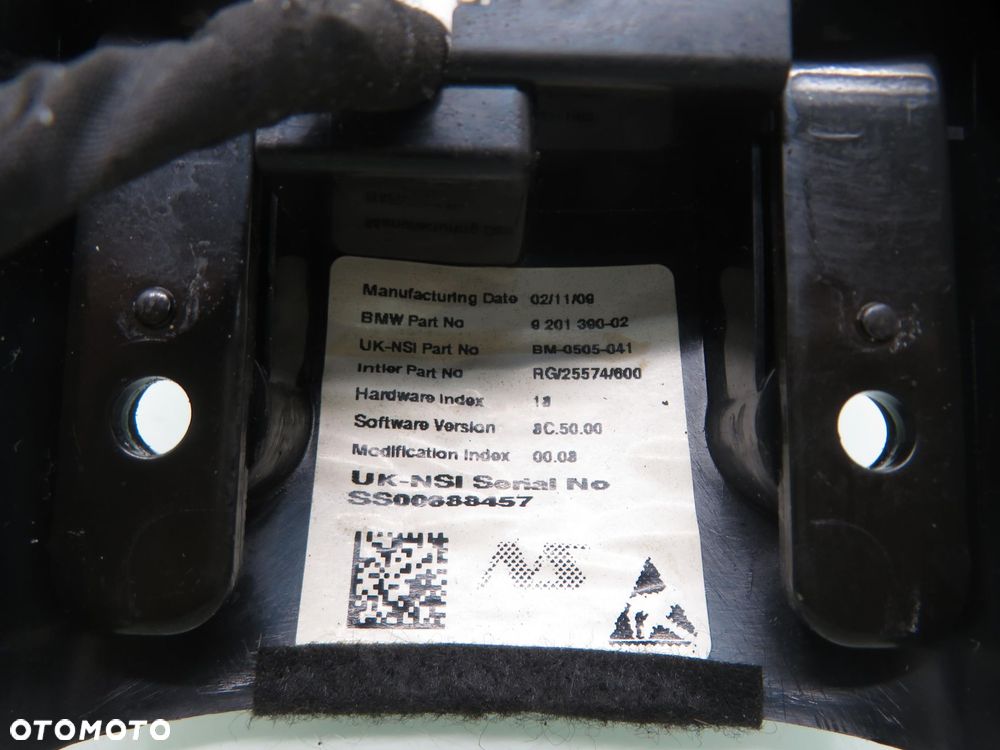 Manufacturing Date 02/11/09
BMW Part No 9 201 390-02
UK-NSI Part No BM-0505-041
Intier Part No RG/25574/600
Hardware Index 18
Software Version 8C.50.00
Modification Index 00.08
UK-NSI Serial No
SS00688457
NS
OTOMOTO